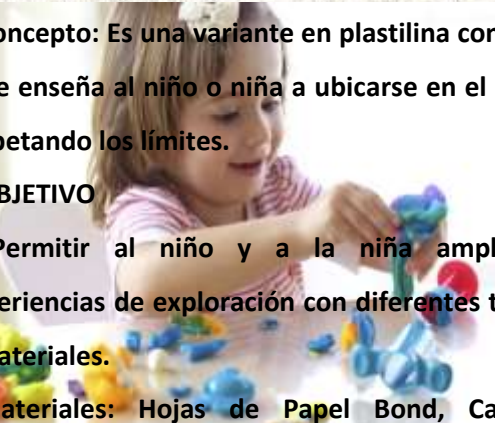 oncepto: Es una variante en plastilina con
e enseña al niño o niña a ubicarse en el
petando los límites.
BJETIVO
Permitir al niño y a la niña ampl
eriencias de exploración con diferentes t
ateriales.
ateriales: Hojas de Papel Bond, Ca